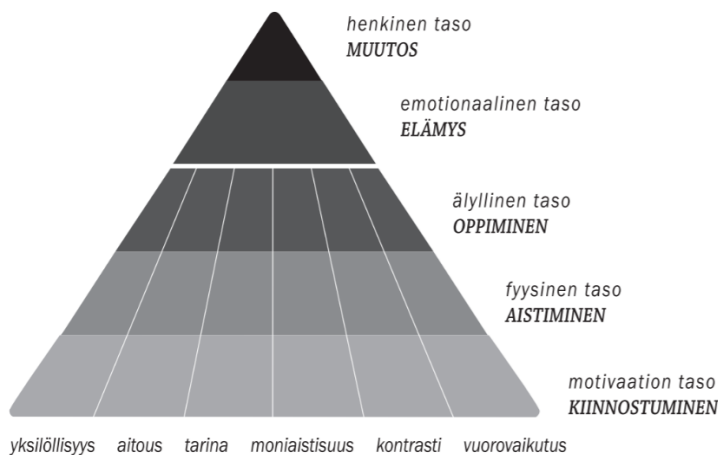 henkinen taso
MUUTOS
emotionaalinen taso
ELÄMYS
älyllinen taso
OPPIMINEN
fyysinen taso
AISTIMINEN
motivaation taso
KIINNOSTUMINEN
yksilöllisyys aitous tarina moniaistisuus kontrasti vuorovaikutus